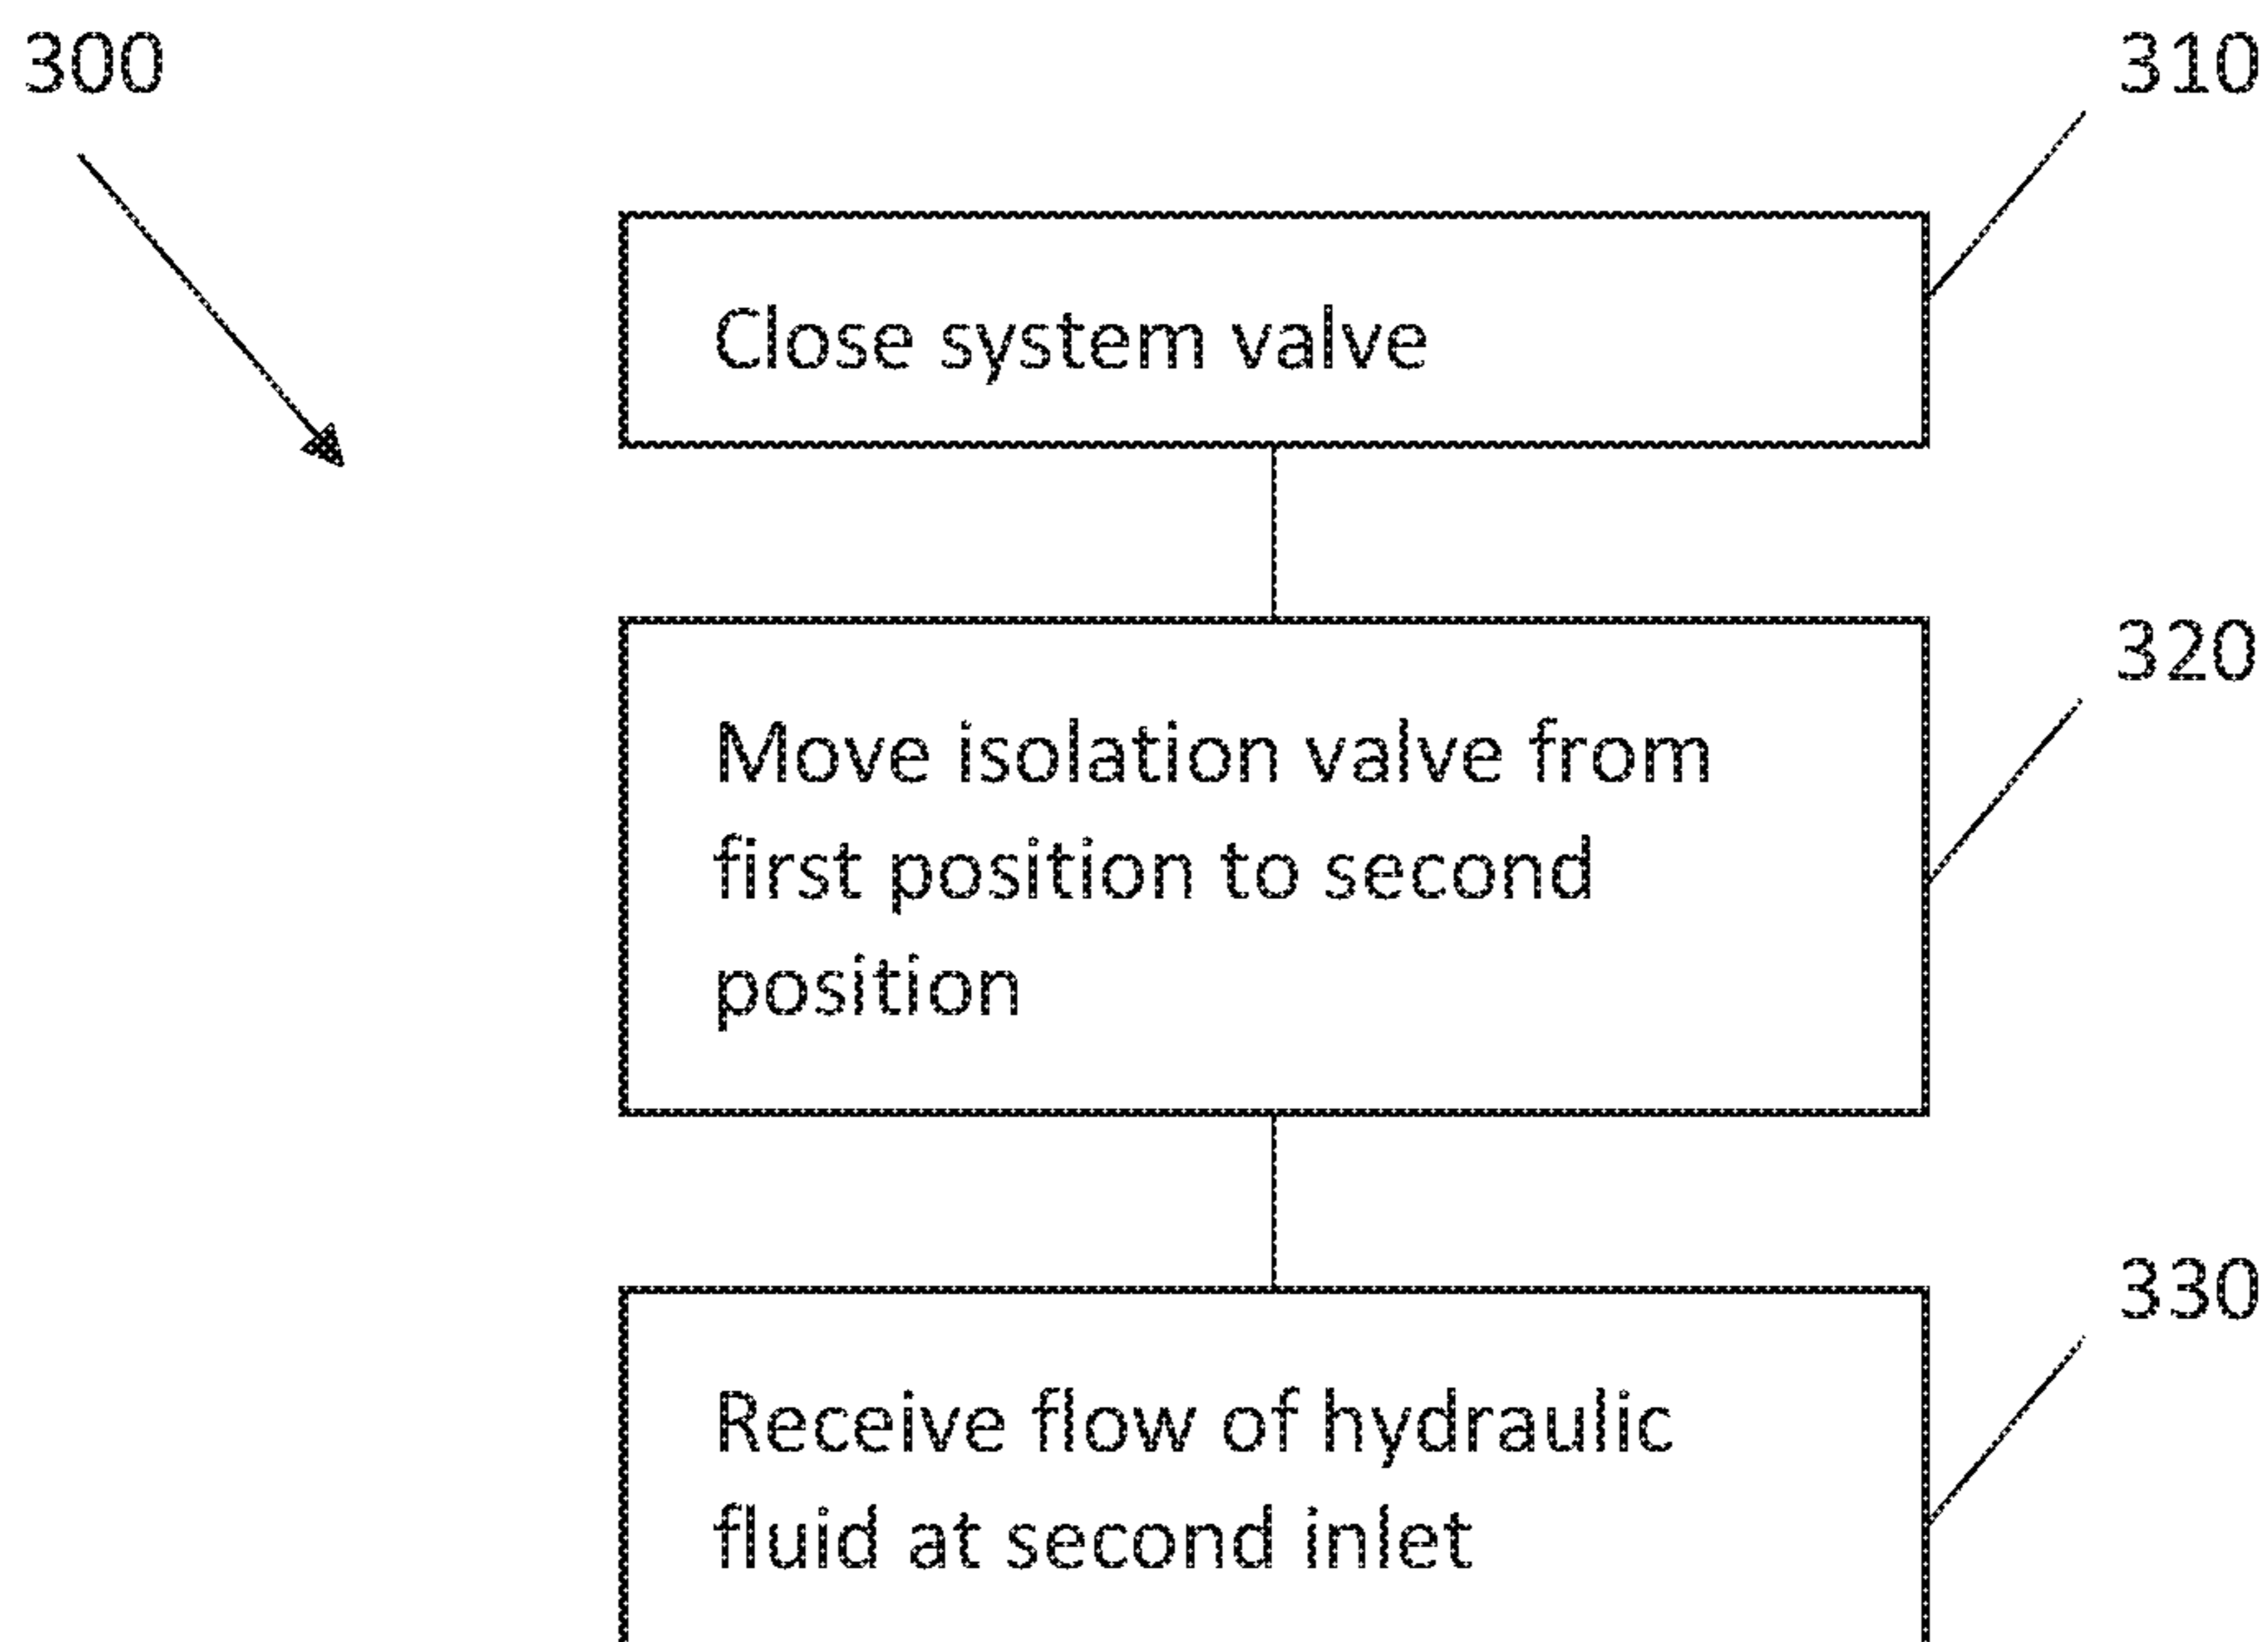 300
310
Close system valve
320
Move isolation valve from
first position to second
position
330
Receive flow of hydraulic
fluid at second inlet